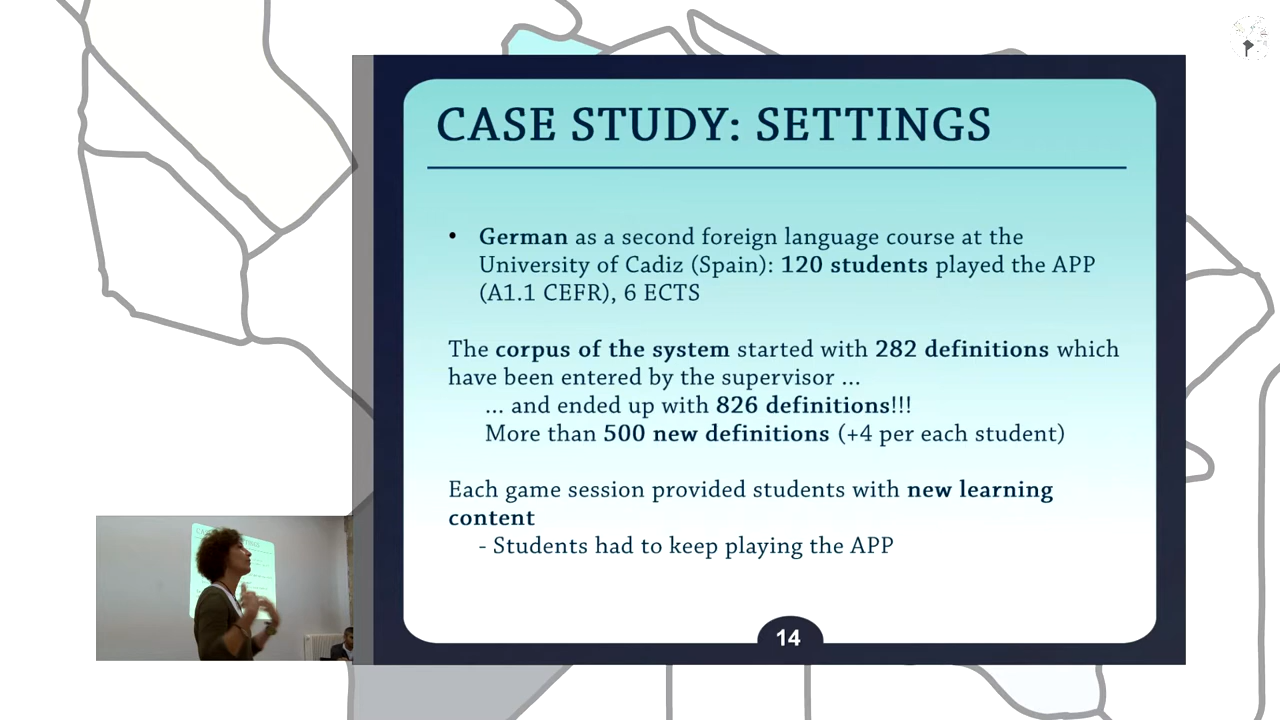 CASE STUDY: SETTINGS
• German as a second foreign language course at the
University of Cadiz (Spain): 120 students played the APP
(A1.1 CEFR), 6 ECTS
The corpus of the system started with 282 definitions which
have been entered by the supervisor ...
... and ended up with 826 definitions!!!
More than 500 new definitions (+4 per each student)
Each game session provided students with new learning
content
- Students had to keep playing the APP
14